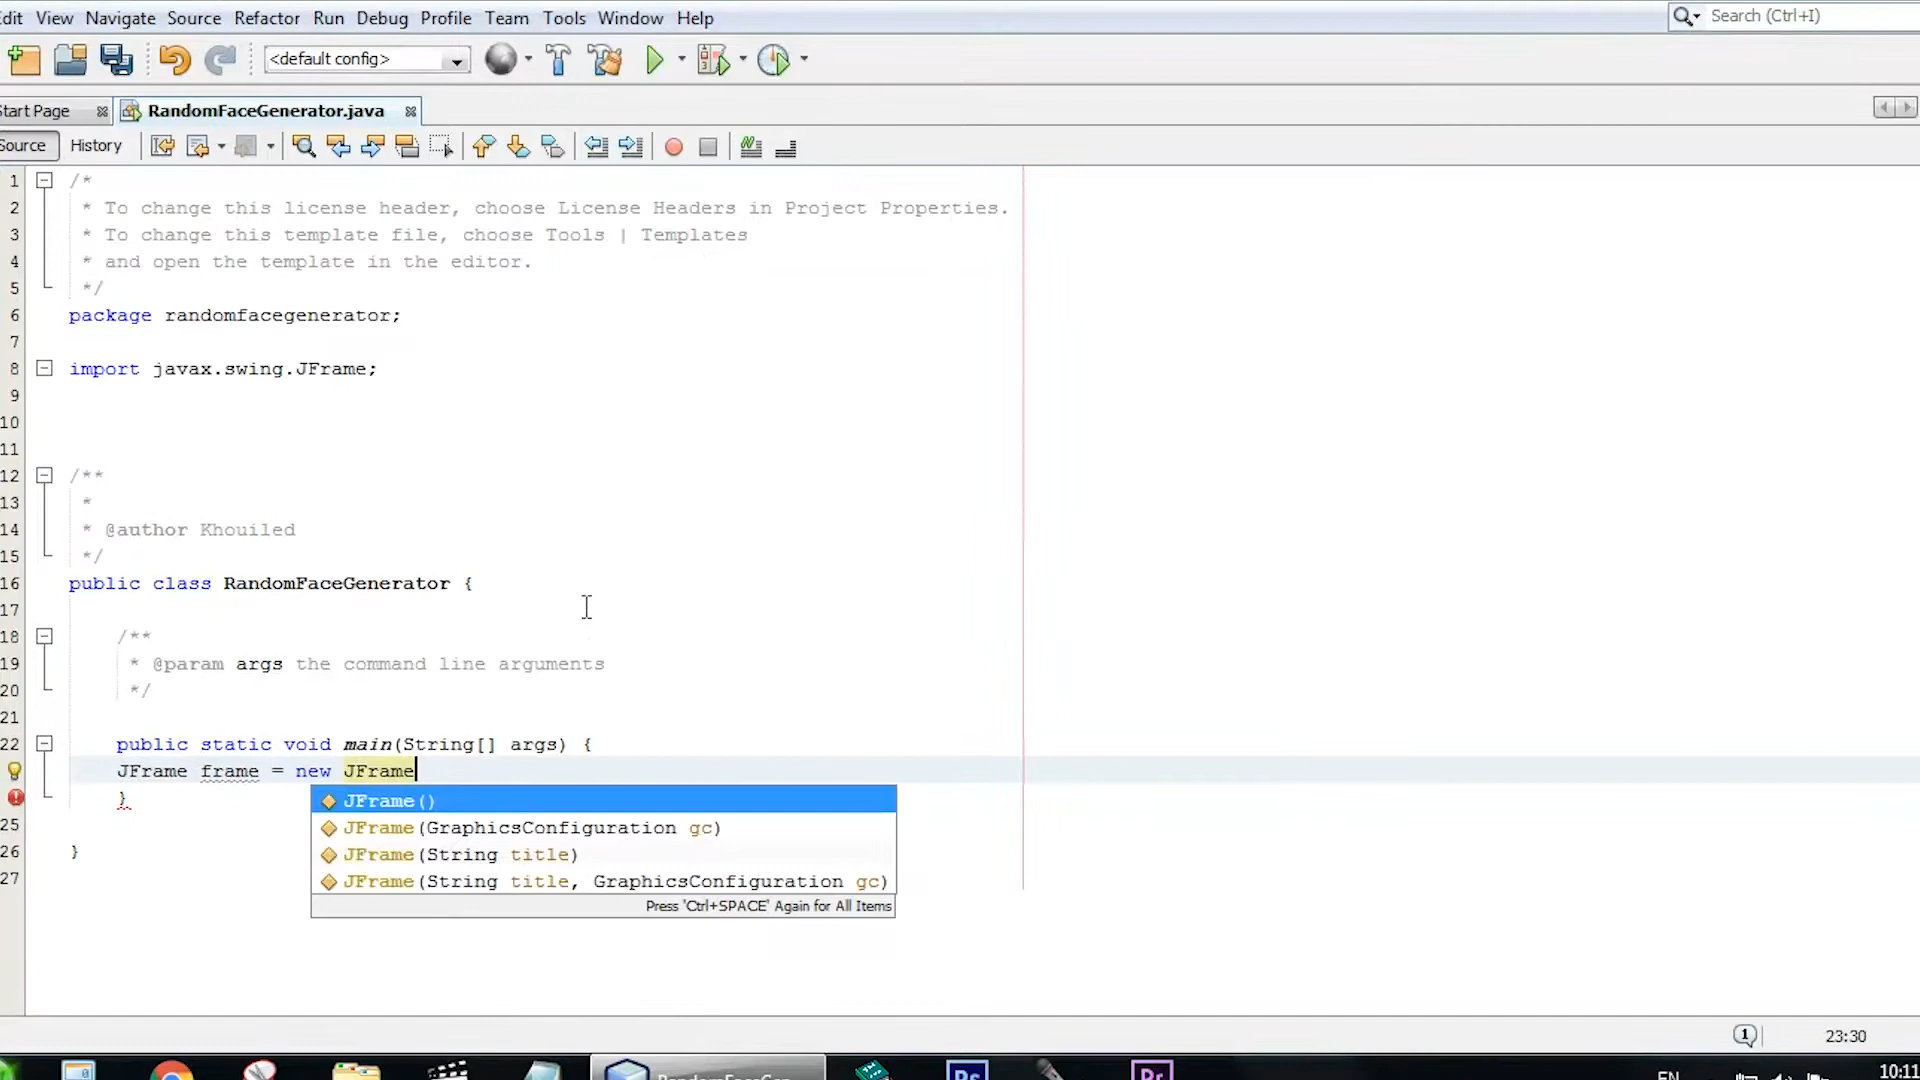 dit View Navigate Source Refactor Run Debug Profile Team Tools Window Help
Search (Ctrl+I)
<default config>
Start Page RandomFaceGenerator.java
Source History
1 /*
2 * To change this license header, choose License Headers in Project Properties.
3 * To change this template file, choose Tools | Templates
4 * and open the template in the editor.
5 */
6 package randomfacegenerator;
7
8 import javax.swing.JFrame;
9
10
11
12 /**
13 *
14 * @author Khouiled
15 */
16 public class RandomFaceGenerator {
17
18 /**
19 * @param args the command line arguments
20 */
21
22 public static void main(String[] args) {
JFrame frame = new JFrame
}
JFrame()
JFrame(GraphicsConfiguration gc)
JFrame(String title)
JFrame(String title, GraphicsConfiguration gc)
Press 'Ctrl+SPACE' Again for All Items
25
26 }
27
1 23:30
Ps Pr EN 10:11